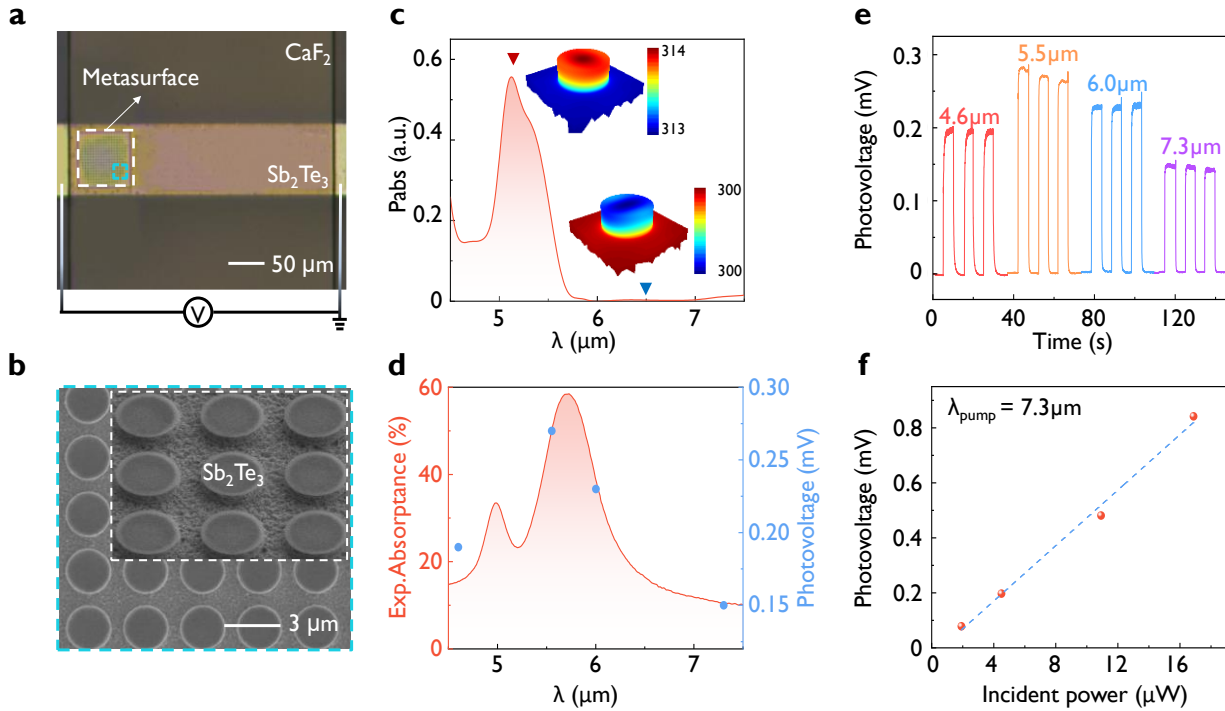 a
CaF₂
Metasurface
Sb₂Te₃
50 µm
V
b
Sb₂Te₃
3 µm
c
Pabs (a.u.)
0.6
0.4
0.2
0
314
313
300
300
5
6
7
λ (µm)
d
Exp.Absorptance (%)
60
40
20
0
0.30
0.25
0.20
0.15
Photovoltage (mV)
5
6
7
λ (µm)
e
Photovoltage (mV)
0.3
0.2
0.1
0
4.6µm
5.5µm
6.0µm
7.3µm
0
40
80
120
Time (s)
f
λpump = 7.3µm
Photovoltage (mV)
0.8
0.6
0.4
0.2
0
0
4
8
12
16
Incident power (µW)